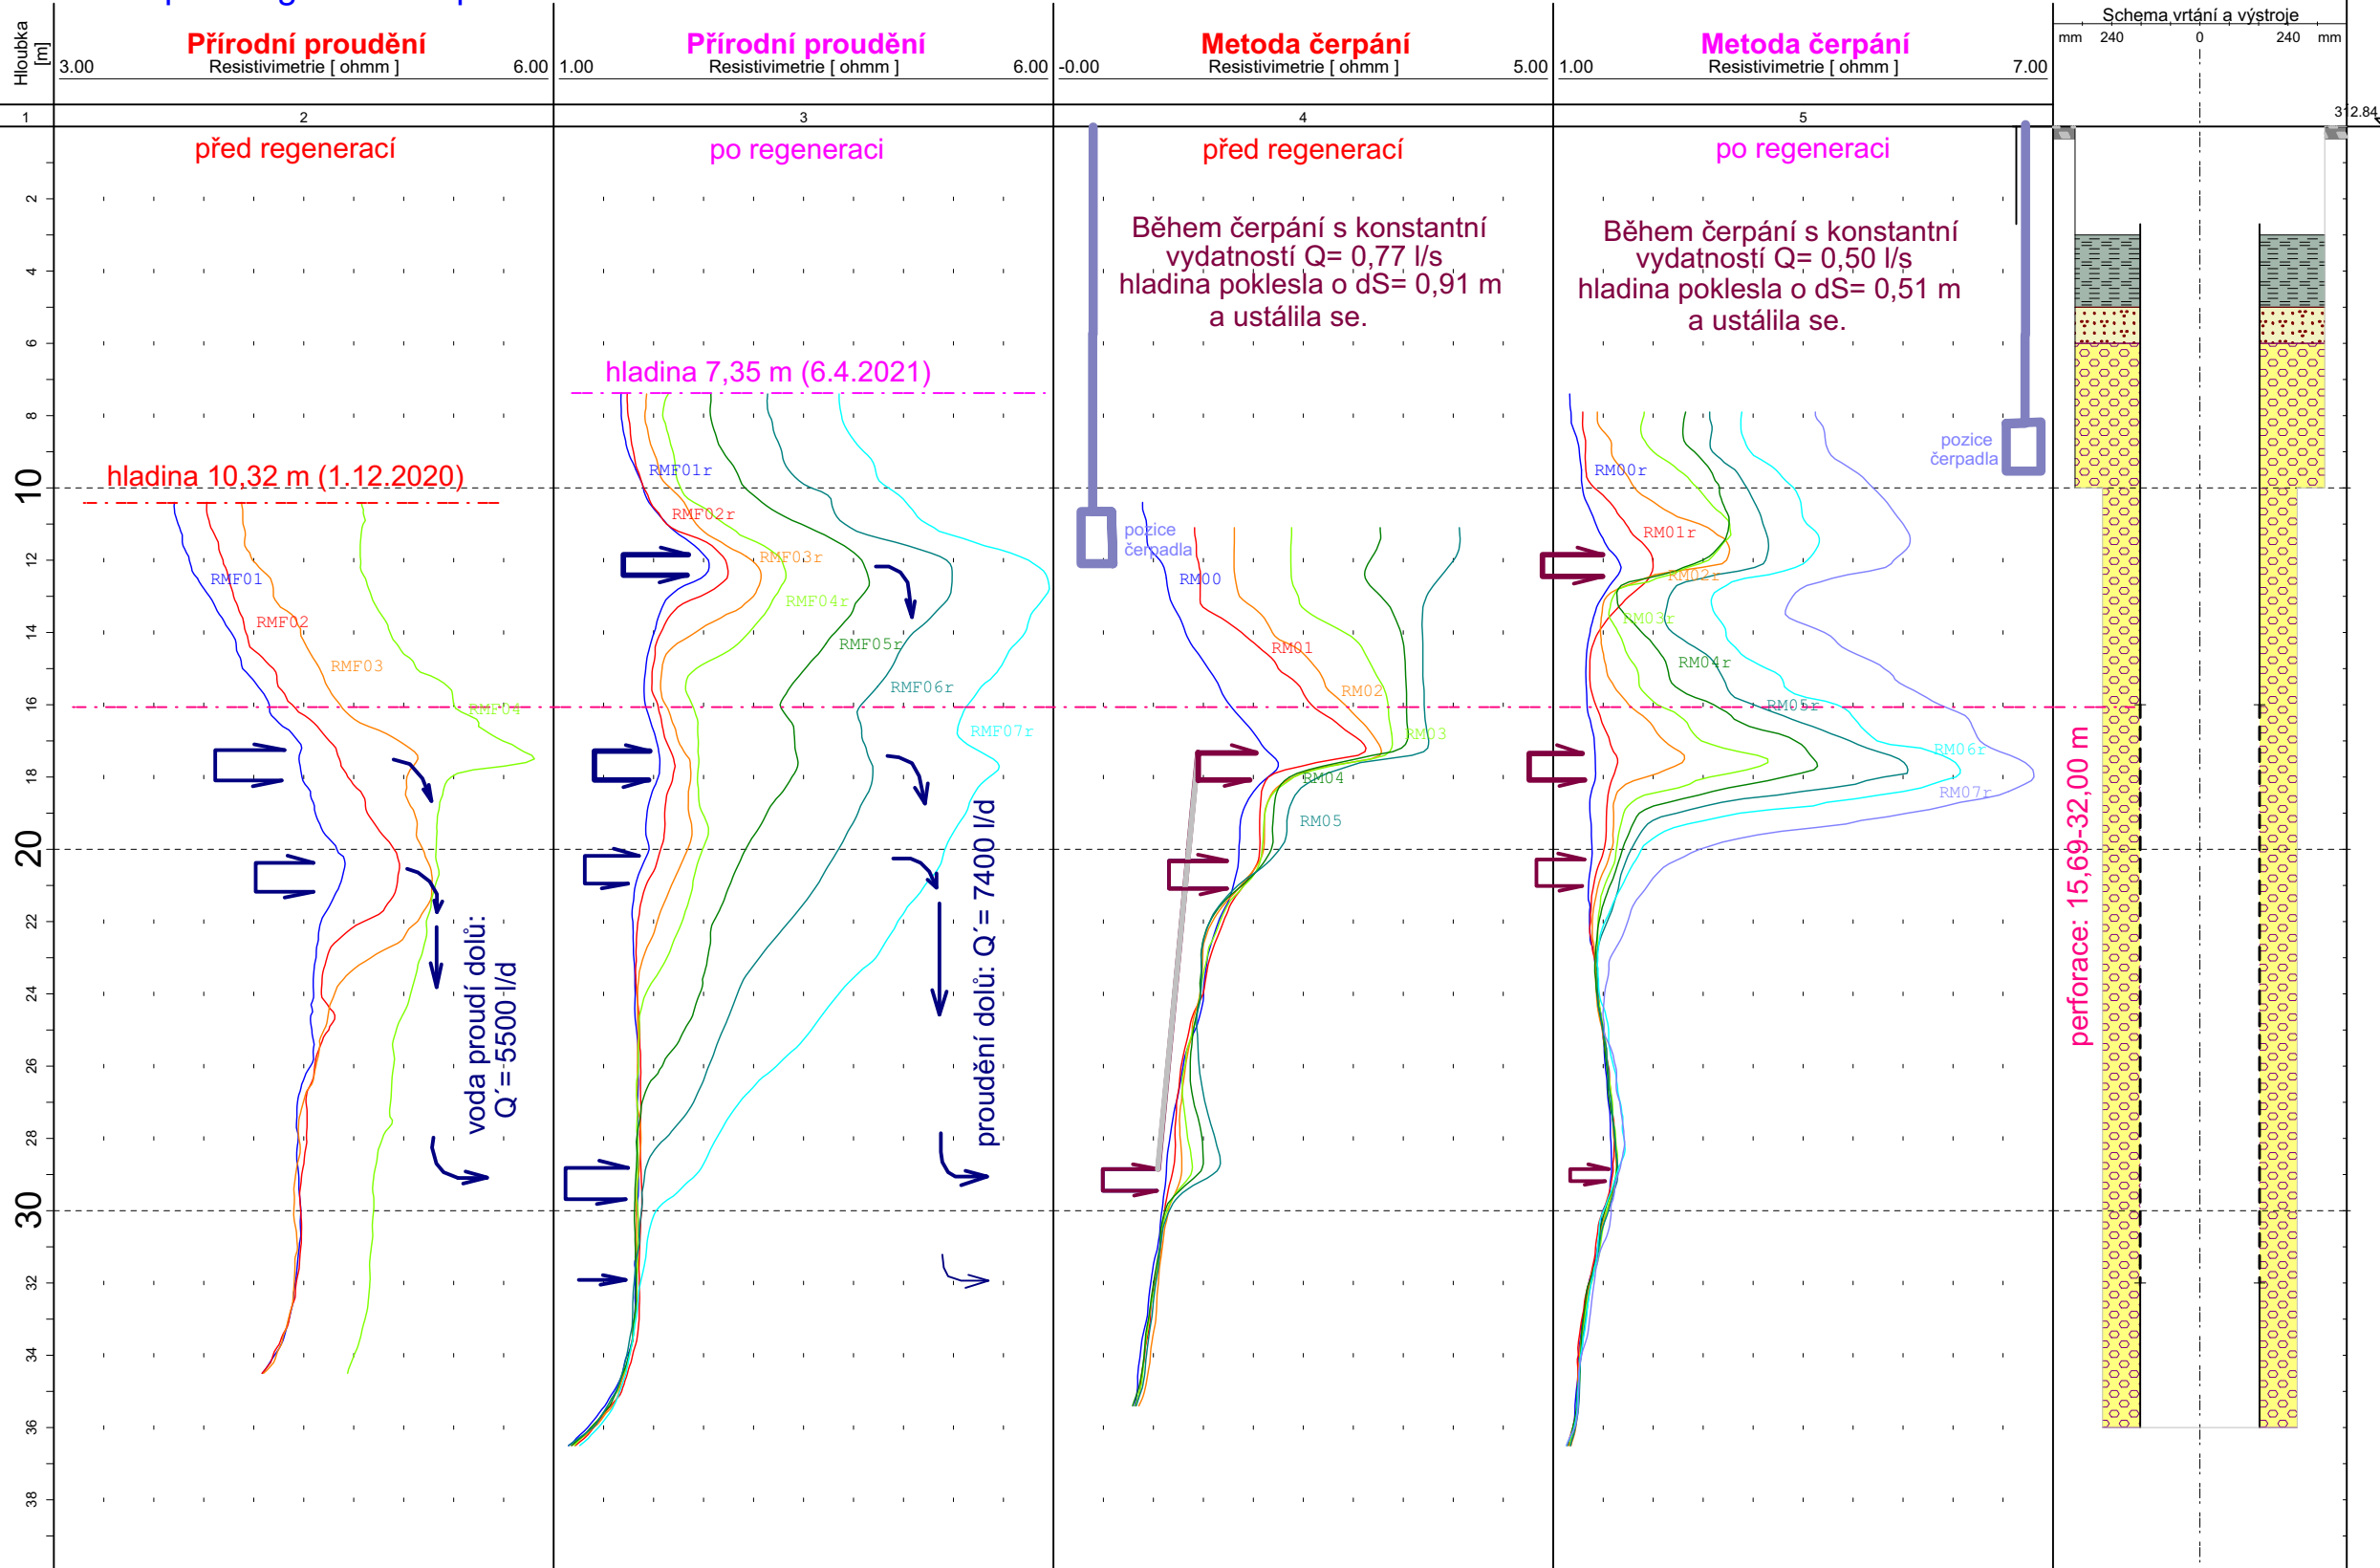 Hloubka
[m]
Přírodní proudění
Resistivimetrie [ ohmm ]
3.00
6.00
Přírodní proudění
Resistivimetrie [ ohmm ]
1.00
6.00
Metoda čerpání
Resistivimetrie [ ohmm ]
-0.00
5.00
Metoda čerpání
Resistivimetrie [ ohmm ]
1.00
7.00
Schema vrtání a výstroje
mm 240 0 240 mm
1
2
3
4
5
312.84
před regenerací
po regeneraci
před regenerací
po regeneraci
2
4
6
8
10
12
14
16
18
20
22
24
26
28
30
32
34
36
38
hladina 10,32 m (1.12.2020)
RMF01
RMF02
RMF03
RMF04
voda proudí dolů:
Q´= 5500 l/d
hladina 7,35 m (6.4.2021)
RMF01r
RMF02r
RMF03r
RMF04r
RMF05r
RMF06r
RMF07r
proudění dolů: Q´= 7400 l/d
Během čerpání s konstantní
vydatností Q= 0,77 l/s
hladina poklesla o dS= 0,91 m
a ustálila se.
pozice
čerpadla
RM00
RM01
RM02
RM03
RM04
RM05
Během čerpání s konstantní
vydatností Q= 0,50 l/s
hladina poklesla o dS= 0,51 m
a ustálila se.
pozice
čerpadla
RM00r
RM01r
RM02r
RM03r
RM04r
RM05r
RM06r
RM07r
perforace: 15,69-32,00 m